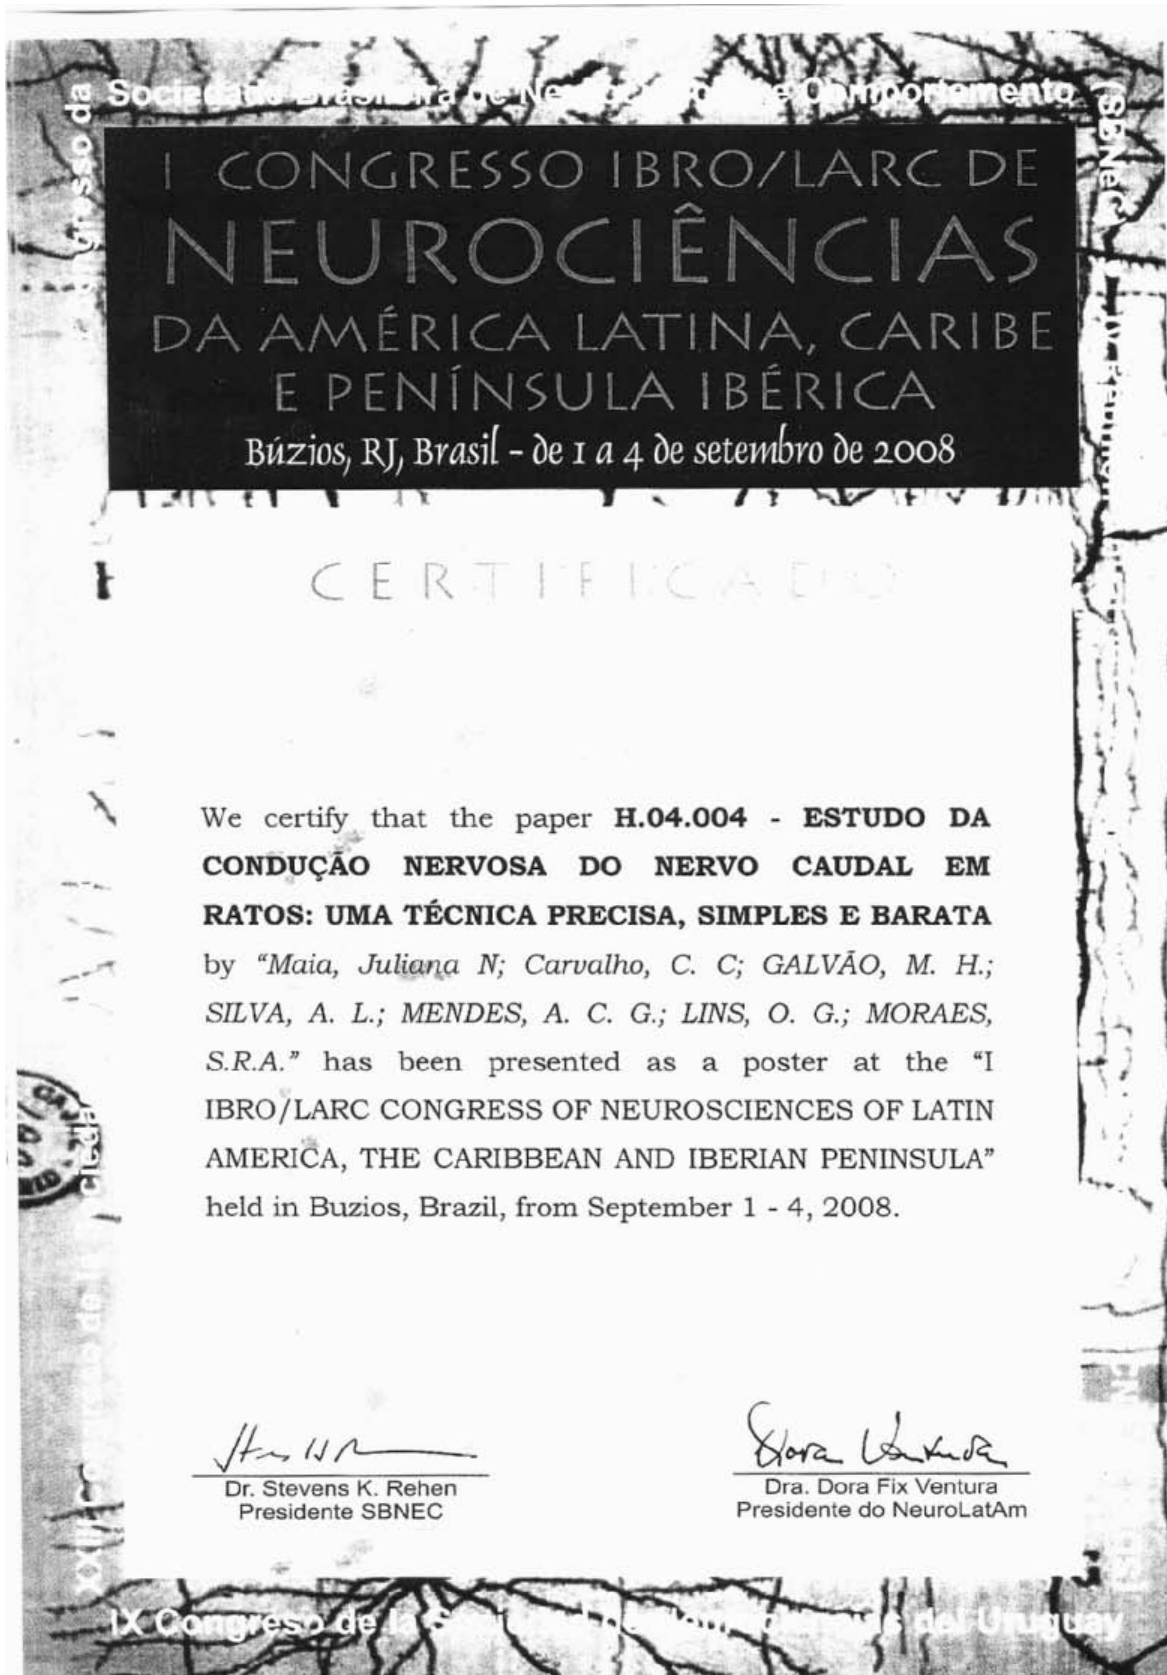 Sociedade Brasileira de Ne e Comportamento
I CONGRESSO IBRO/LARC DE
NEUROCIÊNCIAS
DA AMÉRICA LATINA, CARIBE
E PENÍNSULA IBÉRICA
Búzios, RJ, Brasil - de 1 a 4 de setembro de 2008
CERTIFICADO
We certify that the paper H.04.004 - ESTUDO DA
CONDUÇÃO NERVOSA DO NERVO CAUDAL EM
RATOS: UMA TÉCNICA PRECISA, SIMPLES E BARATA
by "Maia, Juliana N; Carvalho, C. C; GALVÃO, M. H.;
SILVA, A. L.; MENDES, A. C. G.; LINS, O. G.; MORAES,
S.R.A." has been presented as a poster at the "I
IBRO/LARC CONGRESS OF NEUROSCIENCES OF LATIN
AMERICA, THE CARIBBEAN AND IBERIAN PENINSULA"
held in Buzios, Brazil, from September 1 - 4, 2008.
Dr. Stevens K. Rehen
Presidente SBNEC
Dra. Dora Fix Ventura
Presidente do NeuroLatAm
IX Congreso de la del Uruguay
(SBNeC)